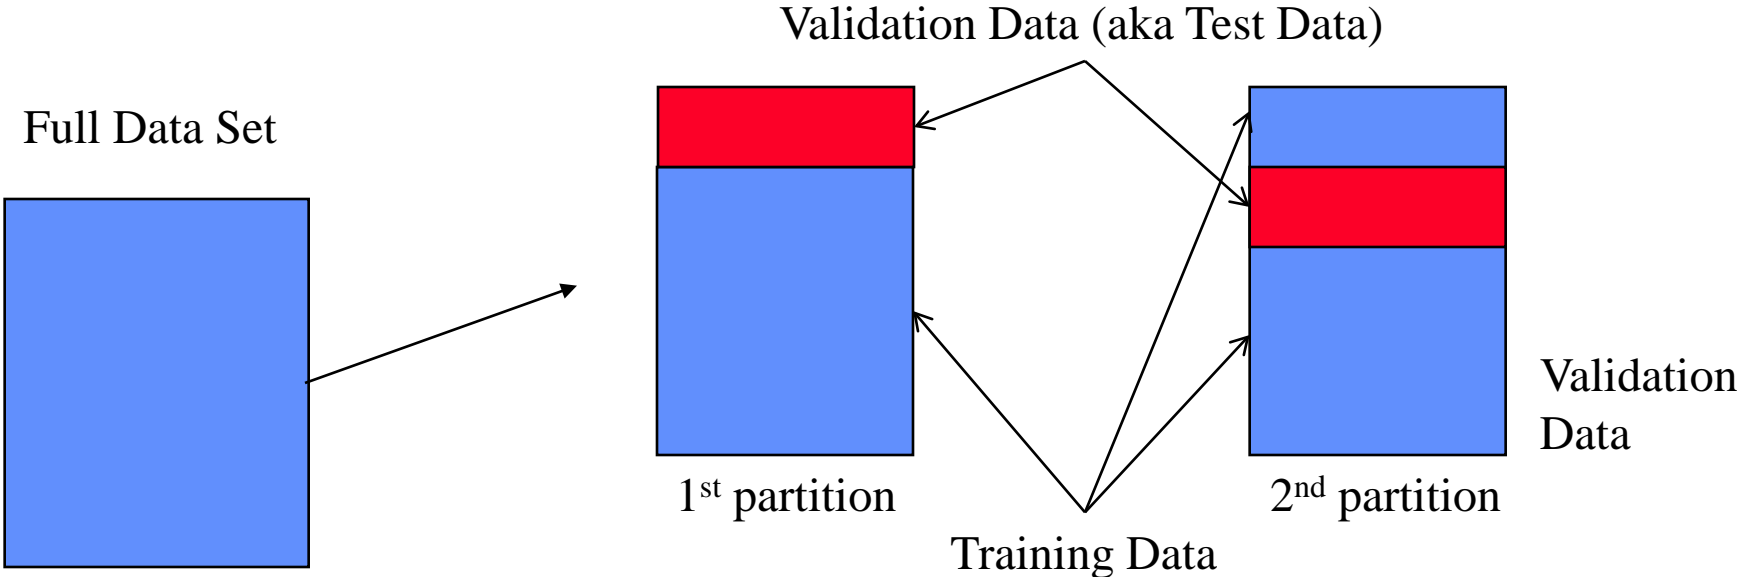 Validation Data (aka Test Data)
Full Data Set
Validation
Data
1st partition
2nd partition
Training Data